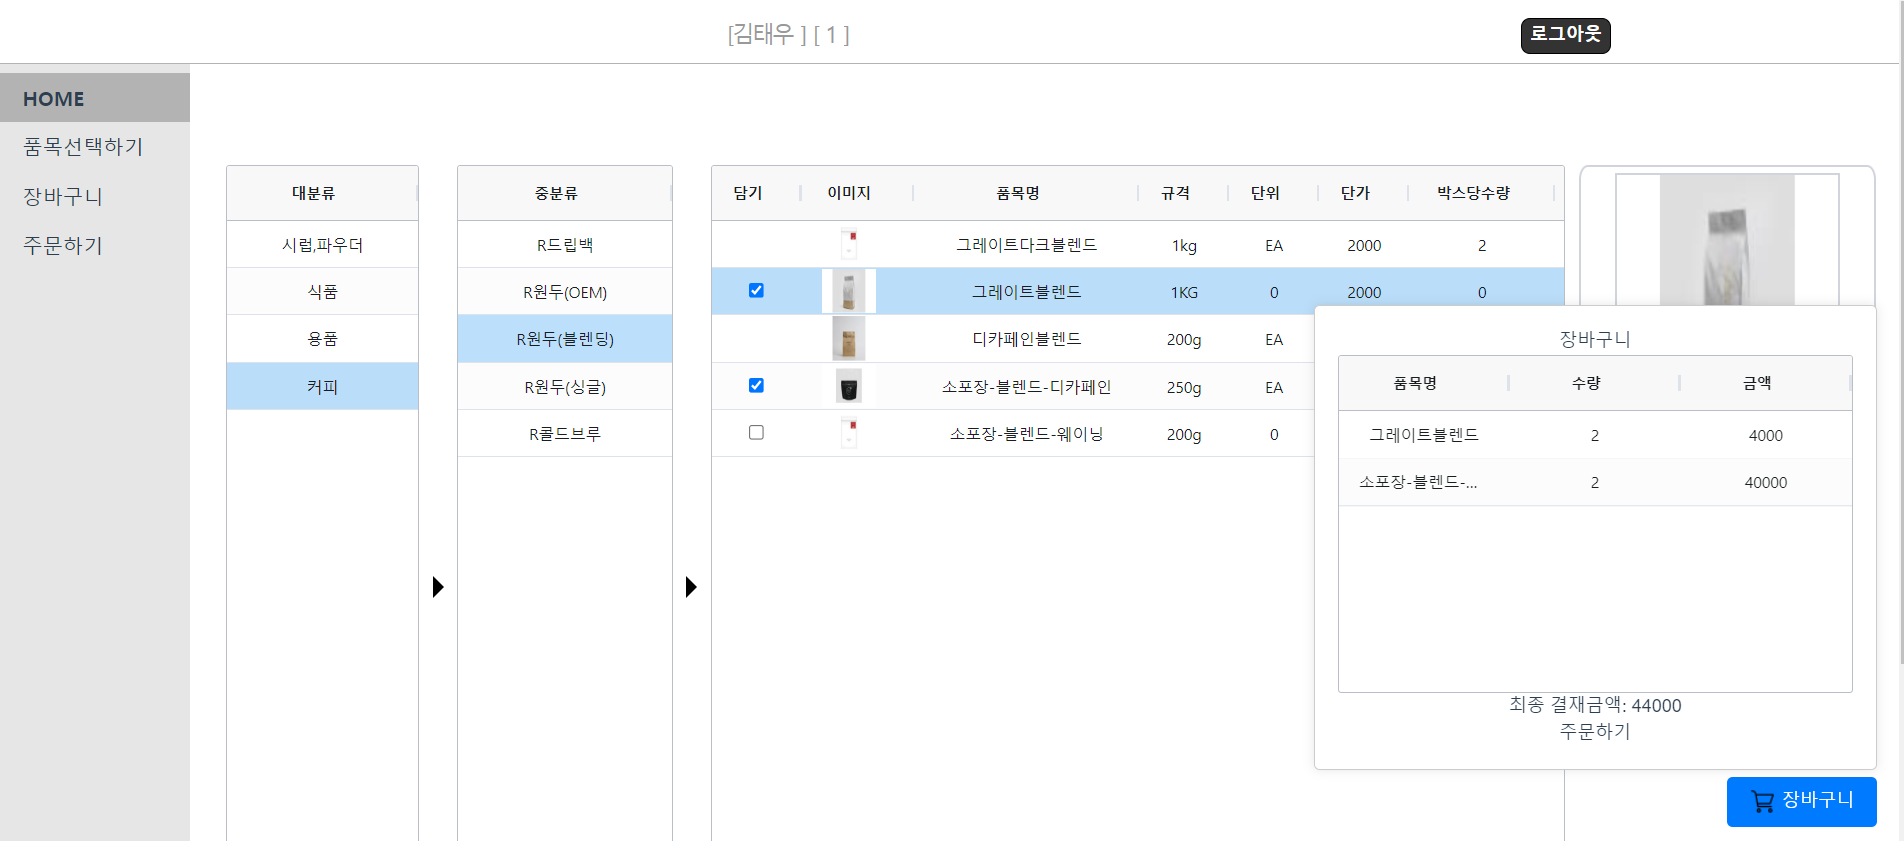 [김태우 ] [ 1 ]
로그아웃
HOME
품목선택하기
장바구니
주문하기
대분류
시럽,파우더
식품
용품
커피
중분류
R드립백
R원두(OEM)
R원두(블렌딩)
R원두(싱글)
R콜드브루
담기 이미지 품목명 규격 단위 단가 박스당수량
그레이트다크블렌드 1kg EA 2000 2
그레이트블렌드 1KG 0 2000 0
디카페인블렌드 200g EA
소포장-블렌드-디카페인 250g EA
소포장-블렌드-웨이닝 200g 0
장바구니
품목명 수량 금액
그레이트블렌드 2 4000
소포장-블렌드-... 2 40000
최종 결재금액: 44000
주문하기
장바구니